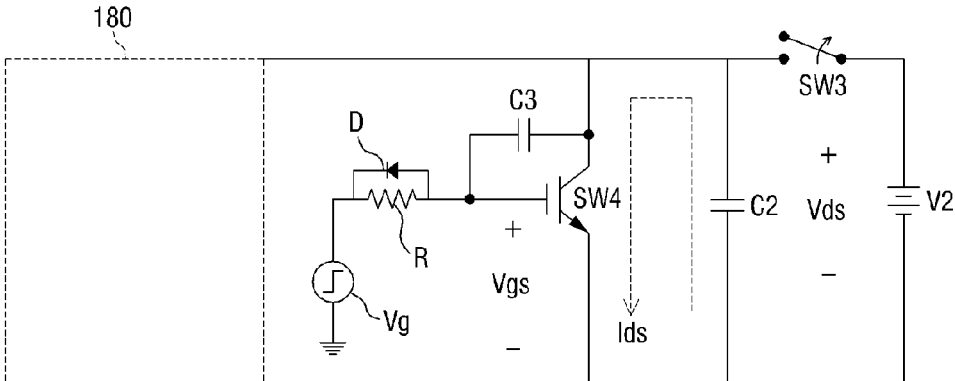 180
SW3
C3
D
SW4
R
Vg
+
Vgs
−
Ids
C2
+
Vds
−
V2